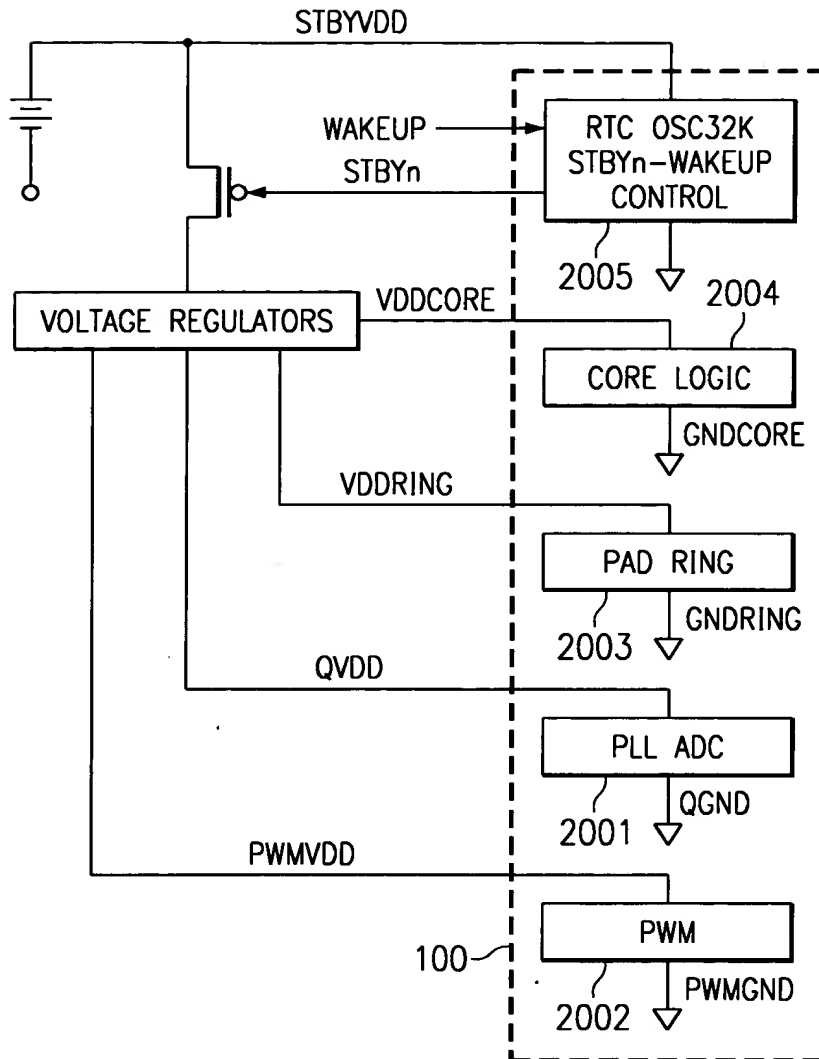 STBYVDD
WAKEUP
STBYn
RTC OSC32K
STBYn-WAKEUP
CONTROL
2005
VOLTAGE REGULATORS
VDDCORE
2004
CORE LOGIC
GNDCORE
VDDRING
PAD RING
2003
GNDRING
QVDD
PLL ADC
2001
QGND
PWMVDD
PWM
100
2002
PWMGND